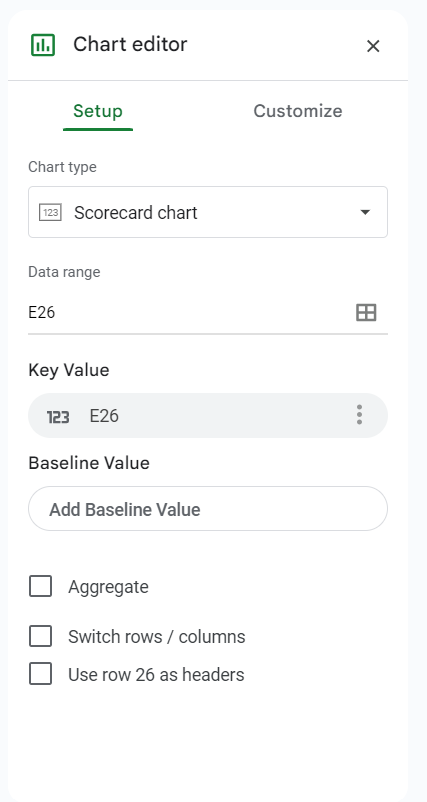 Chart editor
Setup
Customize
Chart type
123 Scorecard chart
Data range
E26
Key Value
123 E26
Baseline Value
Add Baseline Value
Aggregate
Switch rows / columns
Use row 26 as headers